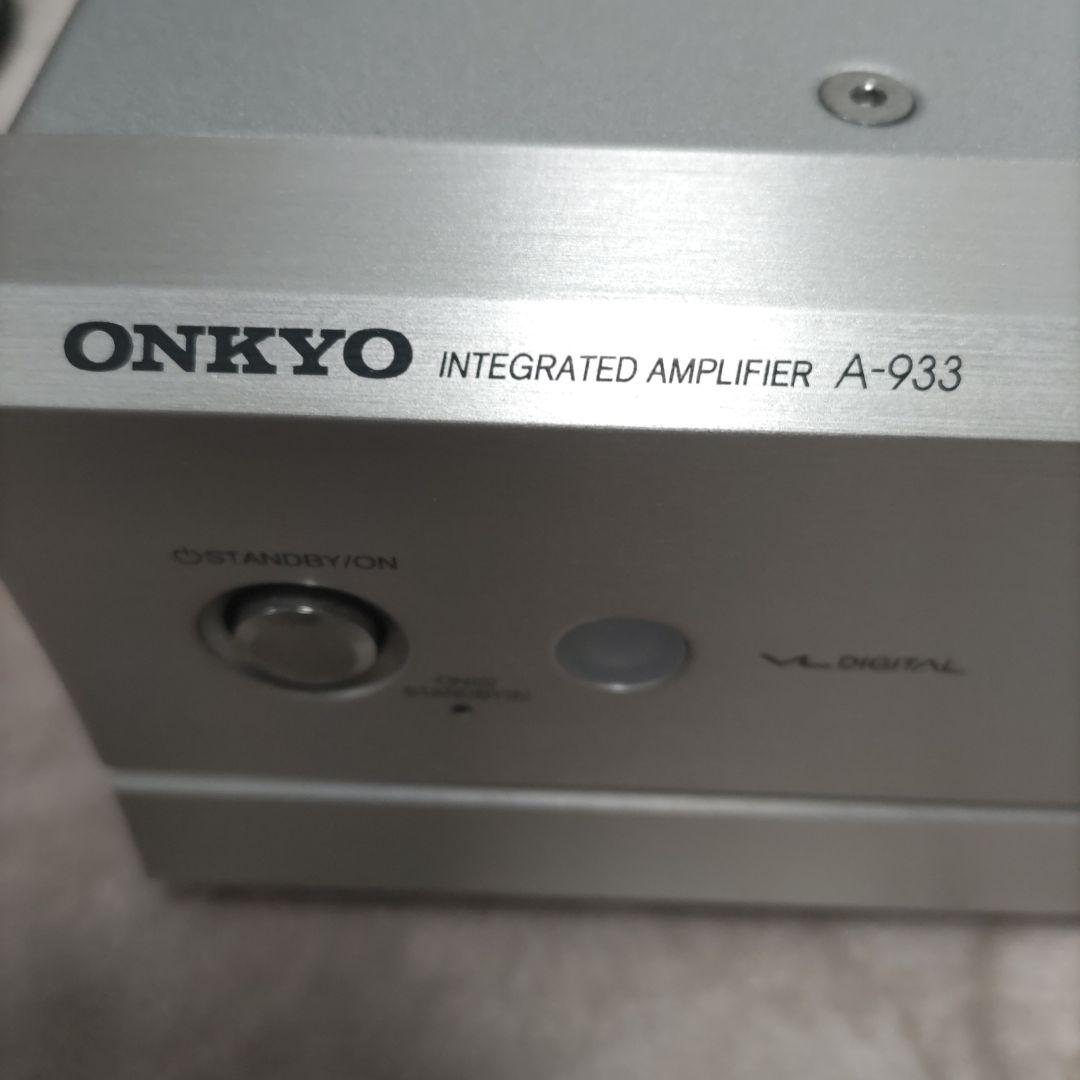 ONKYO INTEGRATED AMPLIFIER A-933
⏻STANDBY/ON
VL DIGITAL